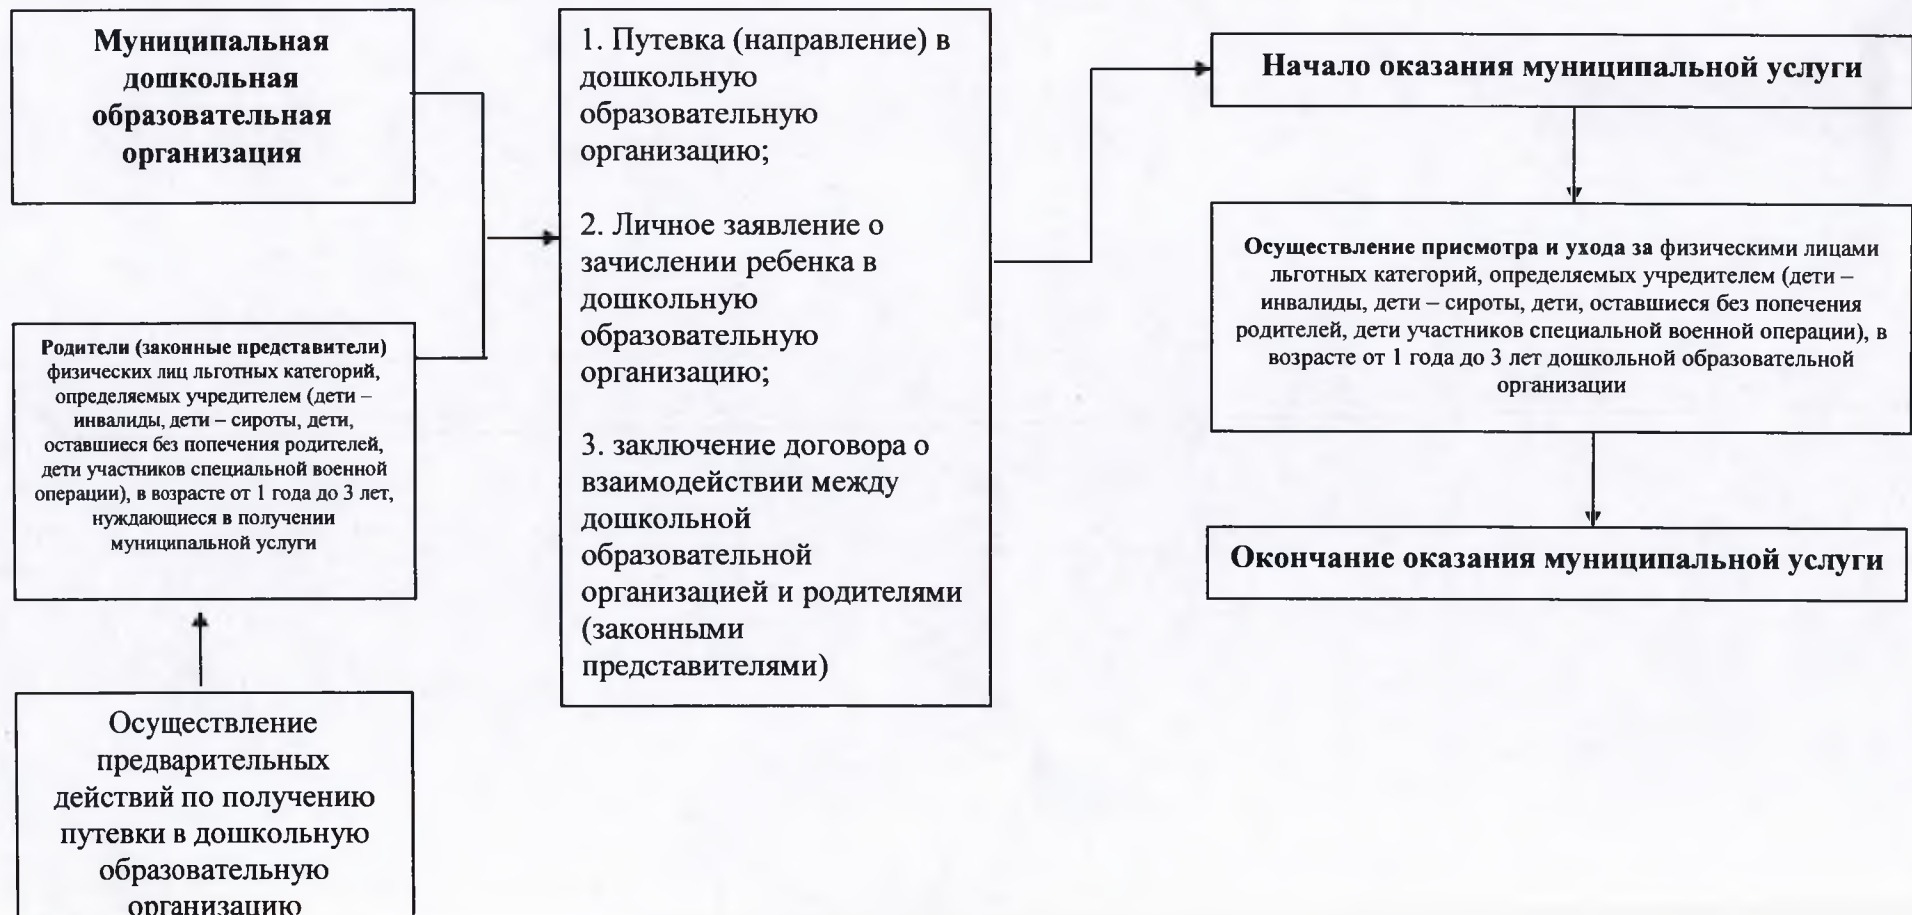 Муниципальная
дошкольная
образовательная
организация
Родители (законные представители)
физических лиц льготных категорий,
определяемых учредителем (дети –
инвалиды, дети – сироты, дети,
оставшиеся без попечения родителей,
дети участников специальной военной
операции), в возрасте от 1 года до 3 лет,
нуждающиеся в получении
муниципальной услуги
Осуществление
предварительных
действий по получению
путевки в дошкольную
образовательную
организацию
1. Путевка (направление) в
дошкольную
образовательную
организацию;
2. Личное заявление о
зачислении ребенка в
дошкольную
образовательную
организацию;
3. заключение договора о
взаимодействии между
дошкольной
образовательной
организацией и родителями
(законными
представителями)
Начало оказания муниципальной услуги
Осуществление присмотра и ухода за физическими лицами
льготных категорий, определяемых учредителем (дети –
инвалиды, дети – сироты, дети, оставшиеся без попечения
родителей, дети участников специальной военной операции), в
возрасте от 1 года до 3 лет дошкольной образовательной
организации
Окончание оказания муниципальной услуги